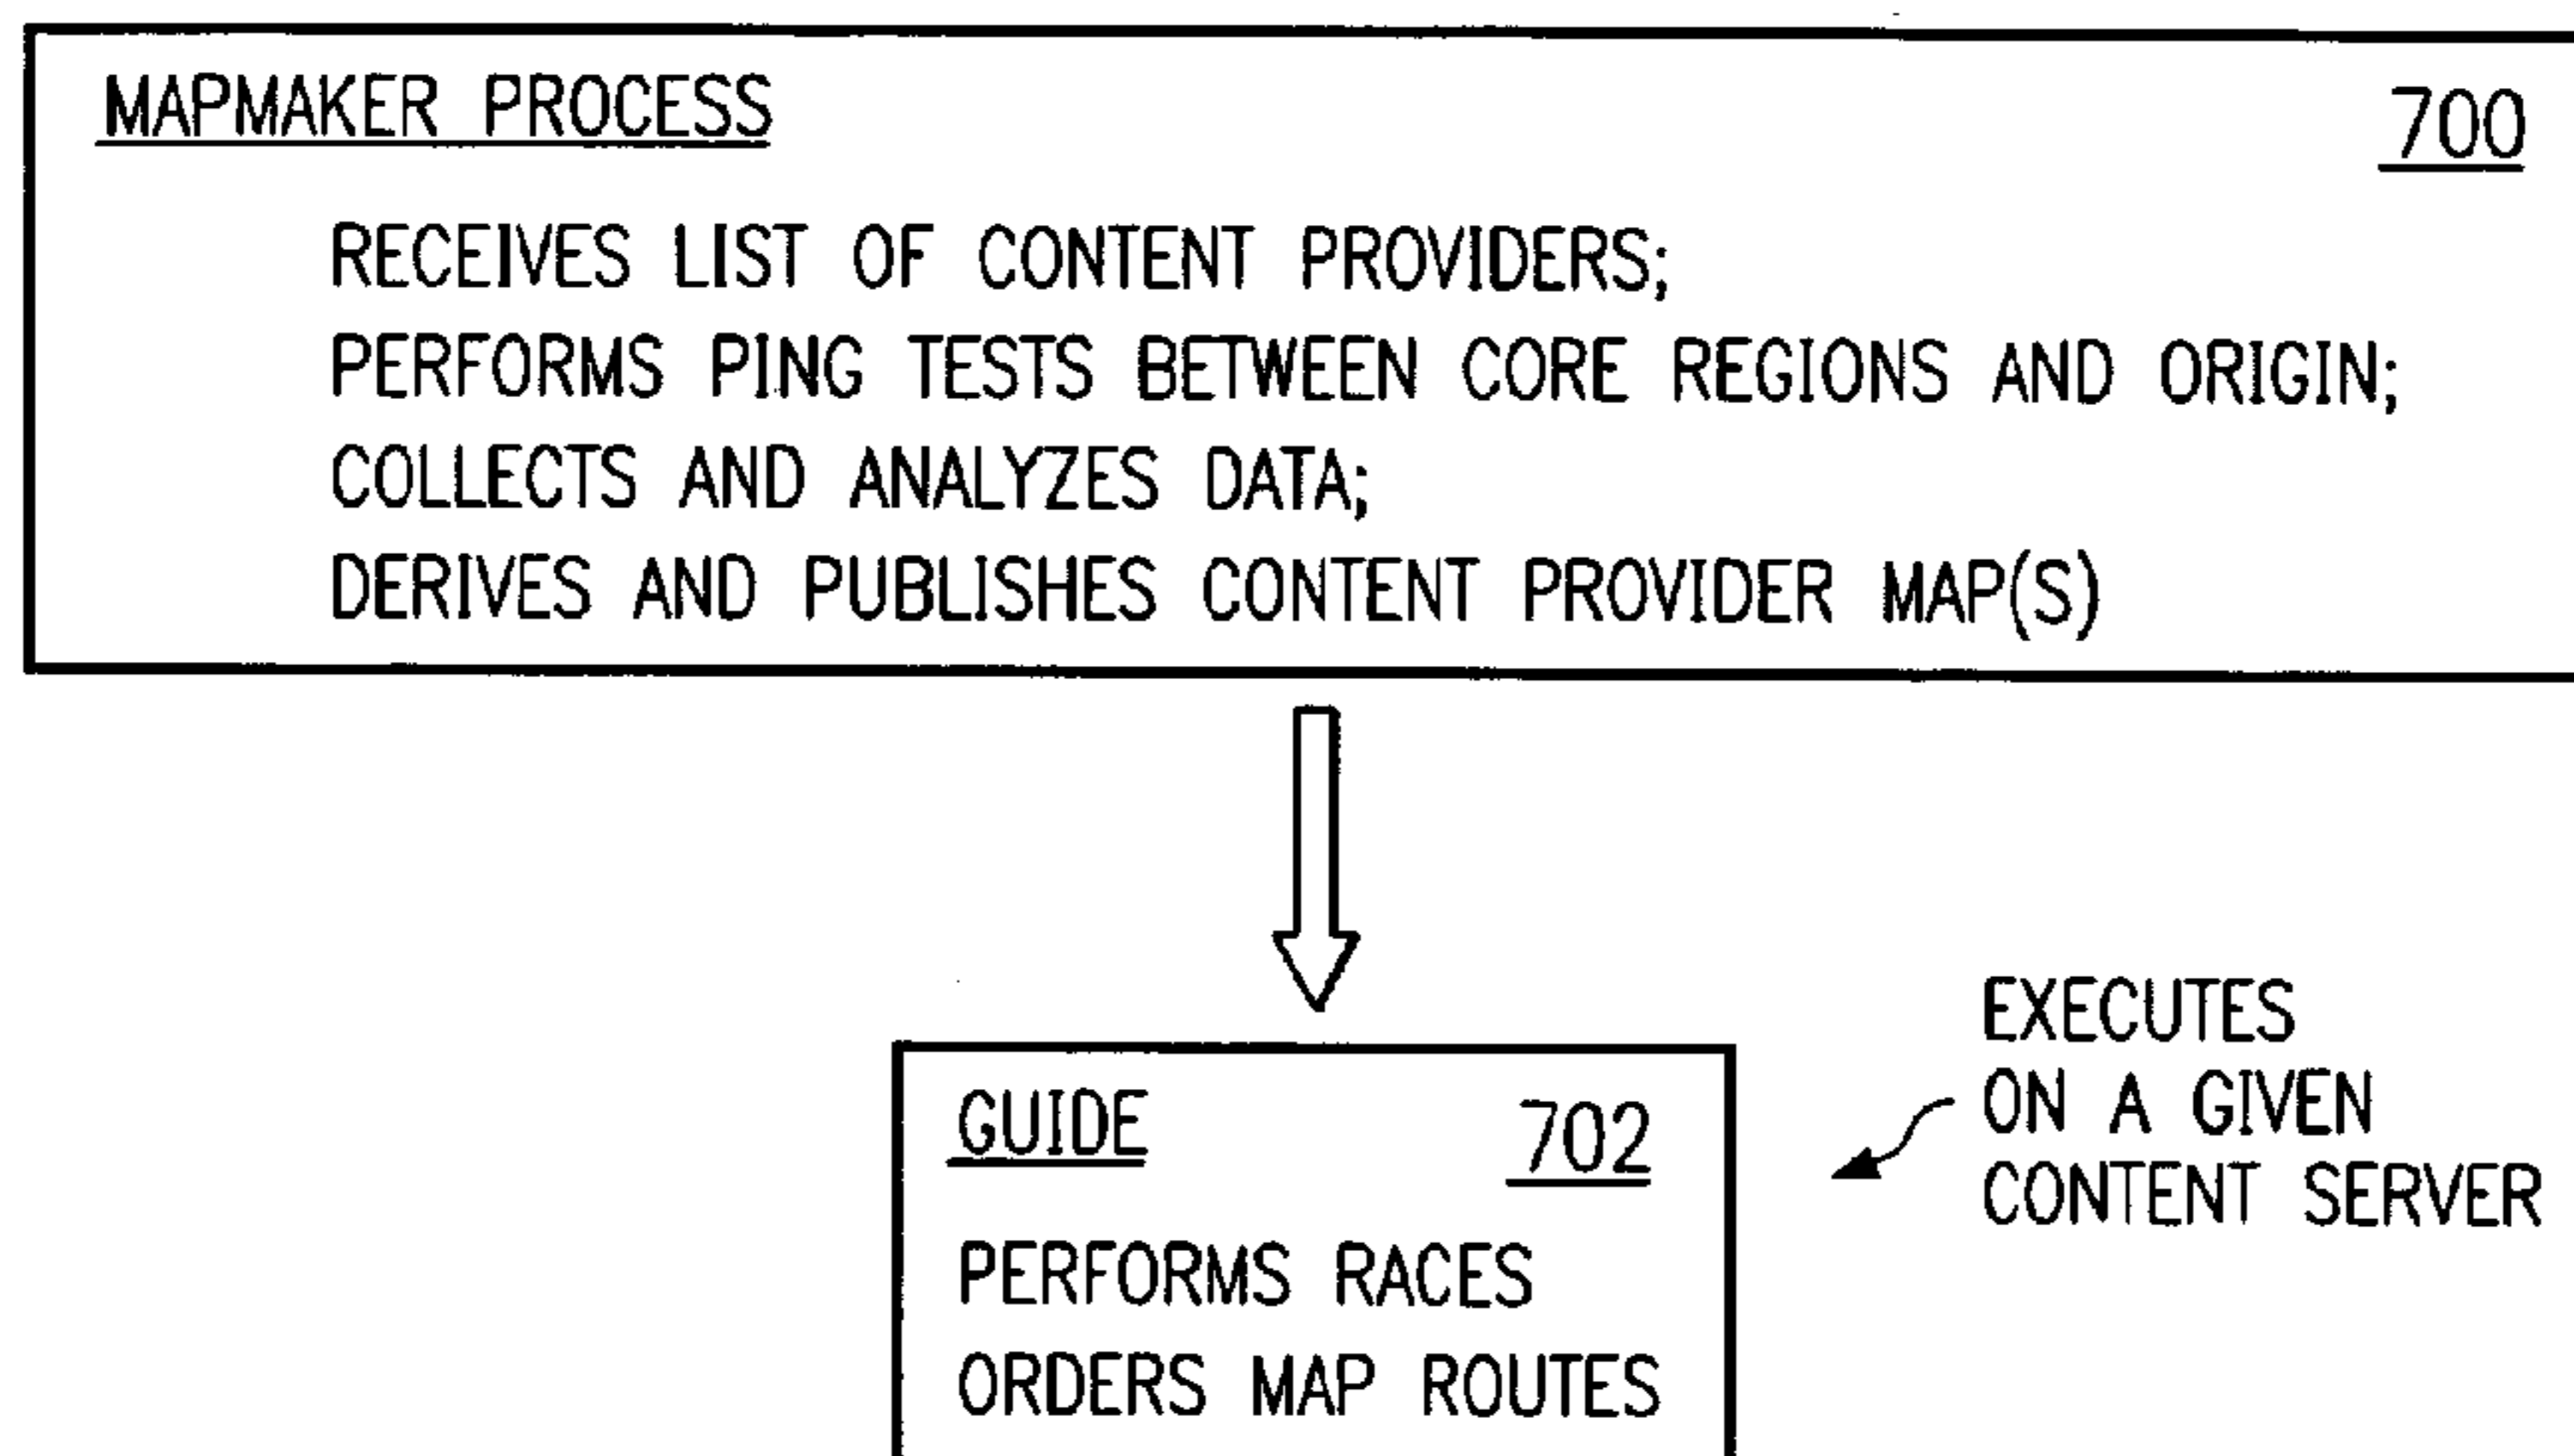 MAPMAKER PROCESS 700
RECEIVES LIST OF CONTENT PROVIDERS;
PERFORMS PING TESTS BETWEEN CORE REGIONS AND ORIGIN;
COLLECTS AND ANALYZES DATA;
DERIVES AND PUBLISHES CONTENT PROVIDER MAP(S)
GUIDE 702
PERFORMS RACES
ORDERS MAP ROUTES
EXECUTES
ON A GIVEN
CONTENT SERVER